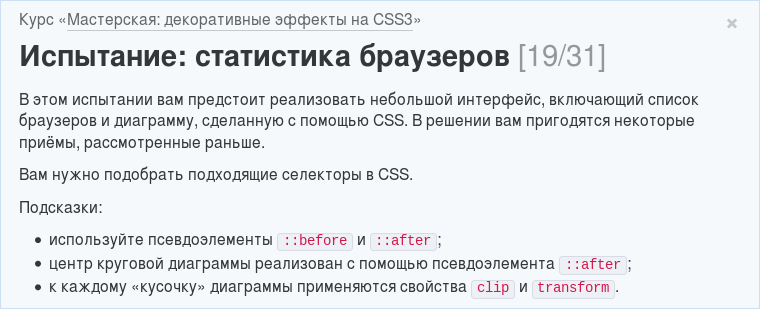 Курс «Мастерская: декоративные эффекты на CSS3»
Испытание: статистика браузеров [19/31]
В этом испытании вам предстоит реализовать небольшой интерфейс, включающий список
браузеров и диаграмму, сделанную с помощью CSS. В решении вам пригодятся некоторые
приёмы, рассмотренные раньше.
Вам нужно подобрать подходящие селекторы в CSS.
Подсказки:
• используйте псевдоэлементы ::before и ::after;
• центр круговой диаграммы реализован с помощью псевдоэлемента ::after;
• к каждому «кусочку» диаграммы применяются свойства clip и transform.